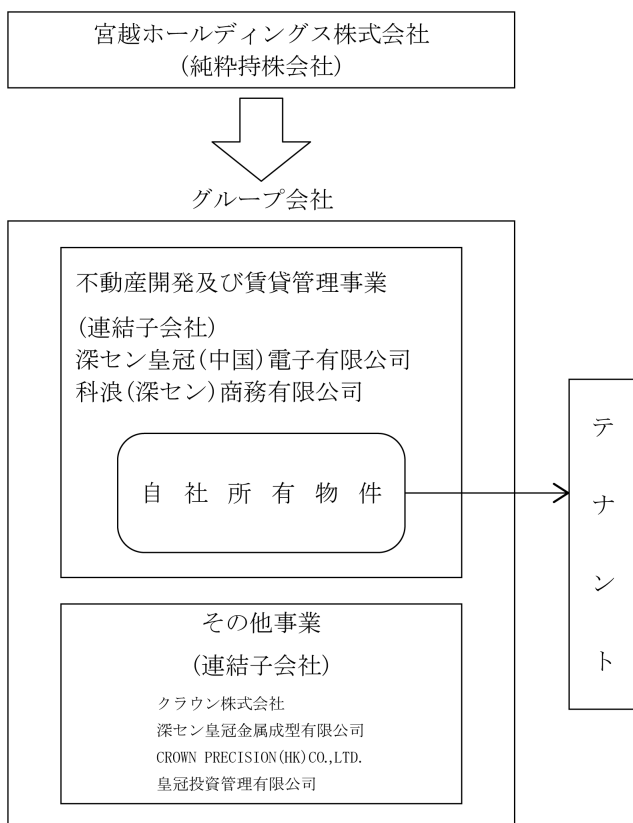 宮越ホールディングス株式会社
(純粋持株会社)
グループ会社
不動産開発及び賃貸管理事業
(連結子会社)
深セン皇冠(中国)電子有限公司
科浪(深セン)商務有限公司
自社所有物件
テナント
その他事業
(連結子会社)
クラウン株式会社
深セン皇冠金属成型有限公司
CROWN PRECISION(HK)CO.,LTD.
皇冠投資管理有限公司